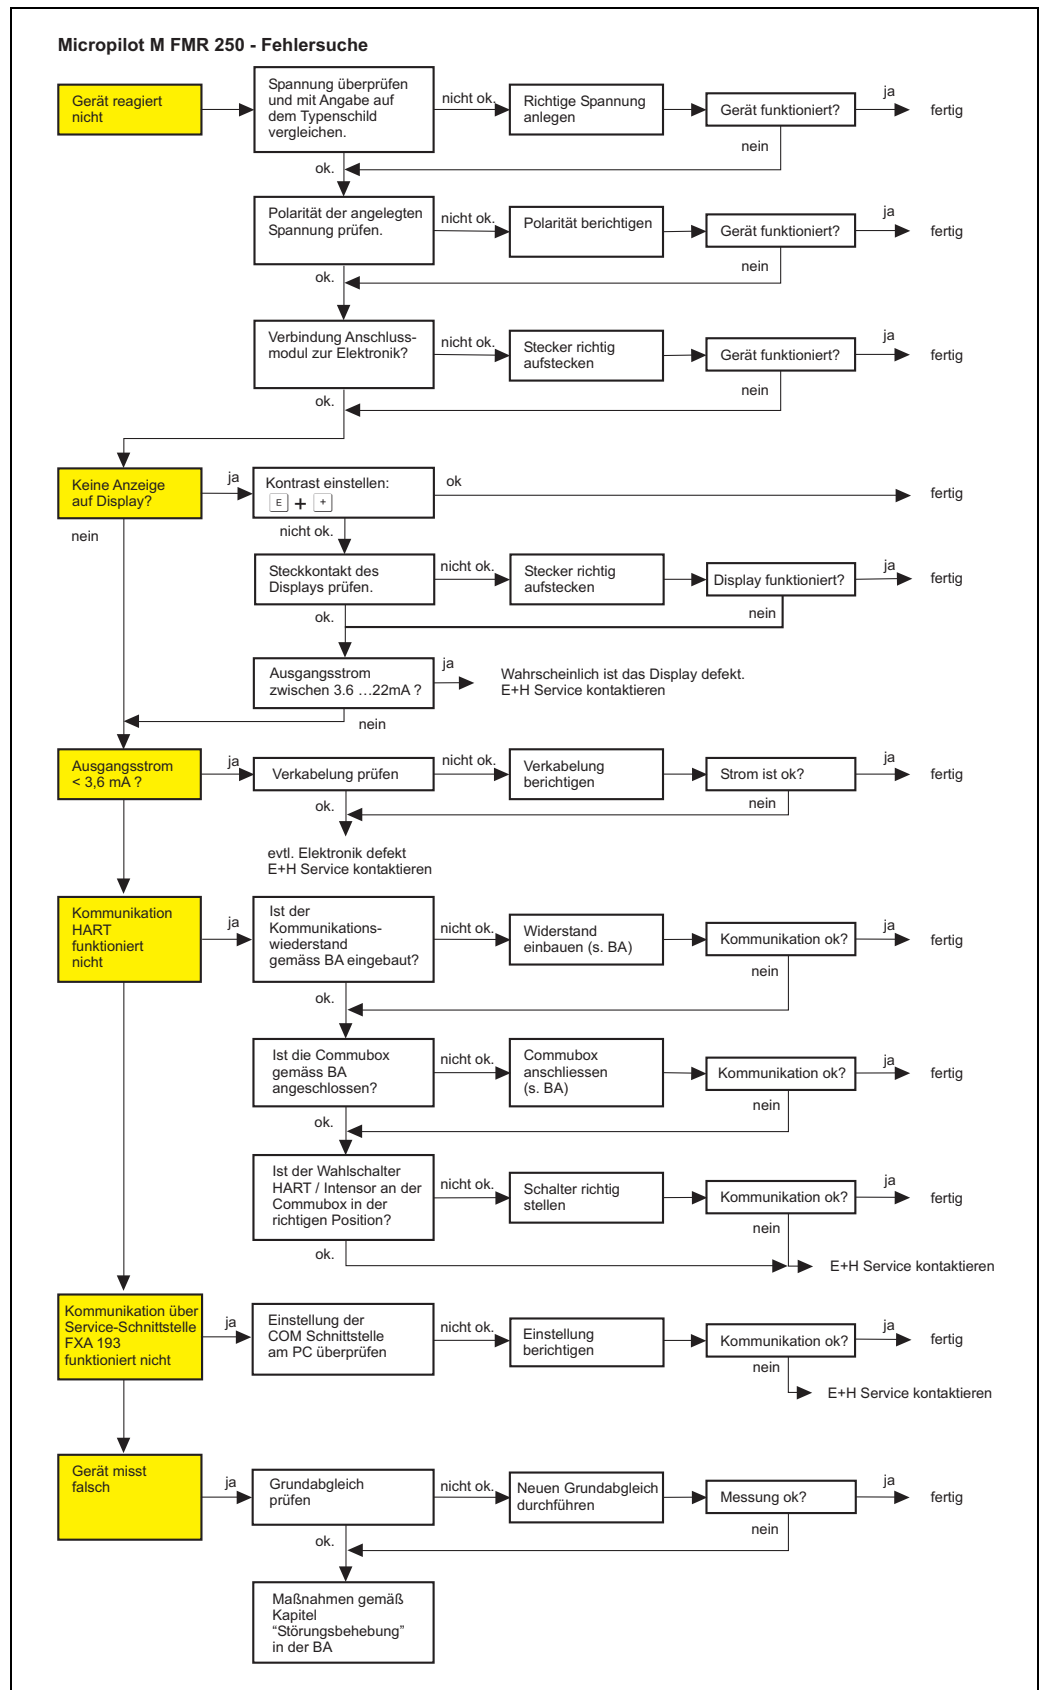 Micropilot M FMR 250 - Fehlersuche
Gerät reagiert
nicht
Spannung überprüfen
und mit Angabe auf
dem Typenschild
vergleichen.
nicht ok.
Richtige Spannung
anlegen
Gerät funktioniert?
ja
fertig
nein
ok.
Polarität der angelegten
Spannung prüfen.
nicht ok.
Polarität berichtigen
Gerät funktioniert?
ja
fertig
nein
ok.
Verbindung Anschluss-
modul zur Elektronik?
nicht ok.
Stecker richtig
aufstecken
Gerät funktioniert?
ja
fertig
nein
ok.
Keine Anzeige
auf Display?
ja
Kontrast einstellen:
E + +
ok
fertig
nein
nicht ok.
Steckkontakt des
Displays prüfen.
nicht ok.
Stecker richtig
aufstecken
Display funktioniert?
ja
fertig
nein
ok.
Ausgangsstrom
zwischen 3.6 ...22mA ?
ja
Wahrscheinlich ist das Display defekt.
E+H Service kontaktieren
nein
Ausgangsstrom
< 3,6 mA ?
ja
Verkabelung prüfen
nicht ok.
Verkabelung
berichtigen
Strom ist ok?
ja
fertig
nein
ok.
evtl. Elektronik defekt
E+H Service kontaktieren
Kommunikation
HART
funktioniert
nicht
ja
Ist der
Kommunikations-
wiederstand
gemäss BA eingebaut?
nicht ok.
Widerstand
einbauen (s. BA)
Kommunikation ok?
ja
fertig
nein
ok.
Ist die Commubox
gemäss BA
angeschlossen?
nicht ok.
Commubox
anschliessen
(s. BA)
Kommunikation ok?
ja
fertig
nein
ok.
Ist der Wahlschalter
HART / Intensor an der
Commubox in der
richtigen Position?
nicht ok.
Schalter richtig
stellen
Kommunikation ok?
ja
fertig
nein
ok.
E+H Service kontaktieren
Kommunikation über
Service-Schnittstelle
FXA 193
funktioniert nicht
ja
Einstellung der
COM Schnittstelle
am PC überprüfen
nicht ok.
Einstellung
berichtigen
Kommunikation ok?
ja
fertig
nein
E+H Service kontaktieren
Gerät misst
falsch
ja
Grundabgleich
prüfen
nicht ok.
Neuen Grundabgleich
durchführen
Messung ok?
ja
fertig
nein
ok.
Maßnahmen gemäß
Kapitel
“Störungsbehebung”
in der BA